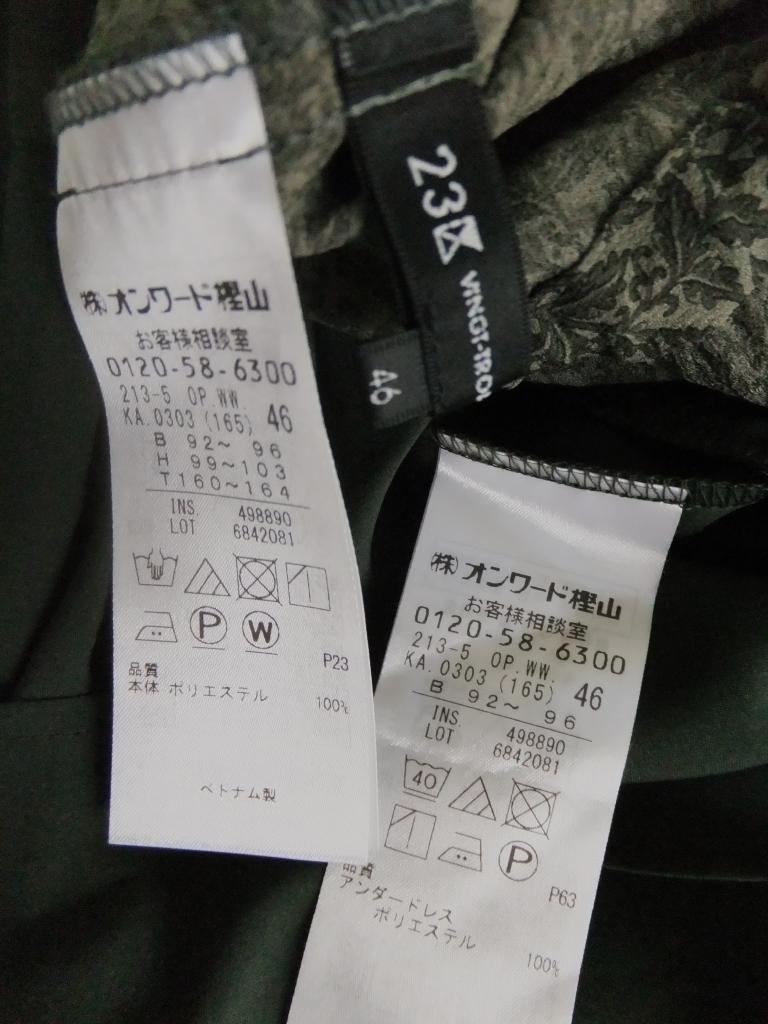 (株)オンワード樫山
お客様相談室
0120-58-6300
213-5 OP.WW.
KA.0303 (165) 46
B 92~ 96
H 99~103
T160~164
INS. 498890
LOT 6842081
P W
P23
品質
本体 ポリエステル 100%
ベトナム製
23区
VINGT-TROI
46
(株)オンワード樫山
お客様相談室
0120-58-6300
213-5 OP.WW.
KA.0303 (165) 46
B 92~ 96
INS. 498890
LOT 6842081
40
P
P63
品質
アンダードレス
ポリエステル 100%